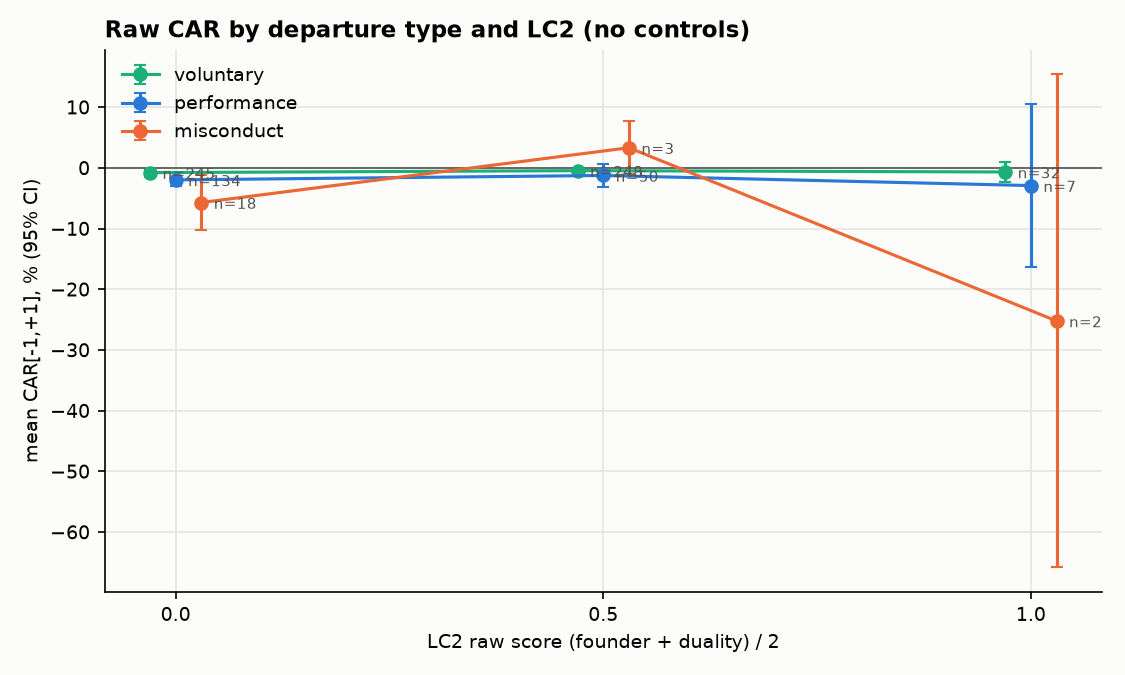 Raw CAR by departure type and LC2 (no controls)
voluntary
performance
misconduct
mean CAR[-1,+1], % (95% CI)
10
0
−10
−20
−30
−40
−50
−60
n=245
n=134
n=18
n=3
n=248
n=50
n=32
n=7
n=2
0.0
0.5
1.0
LC2 raw score (founder + duality) / 2